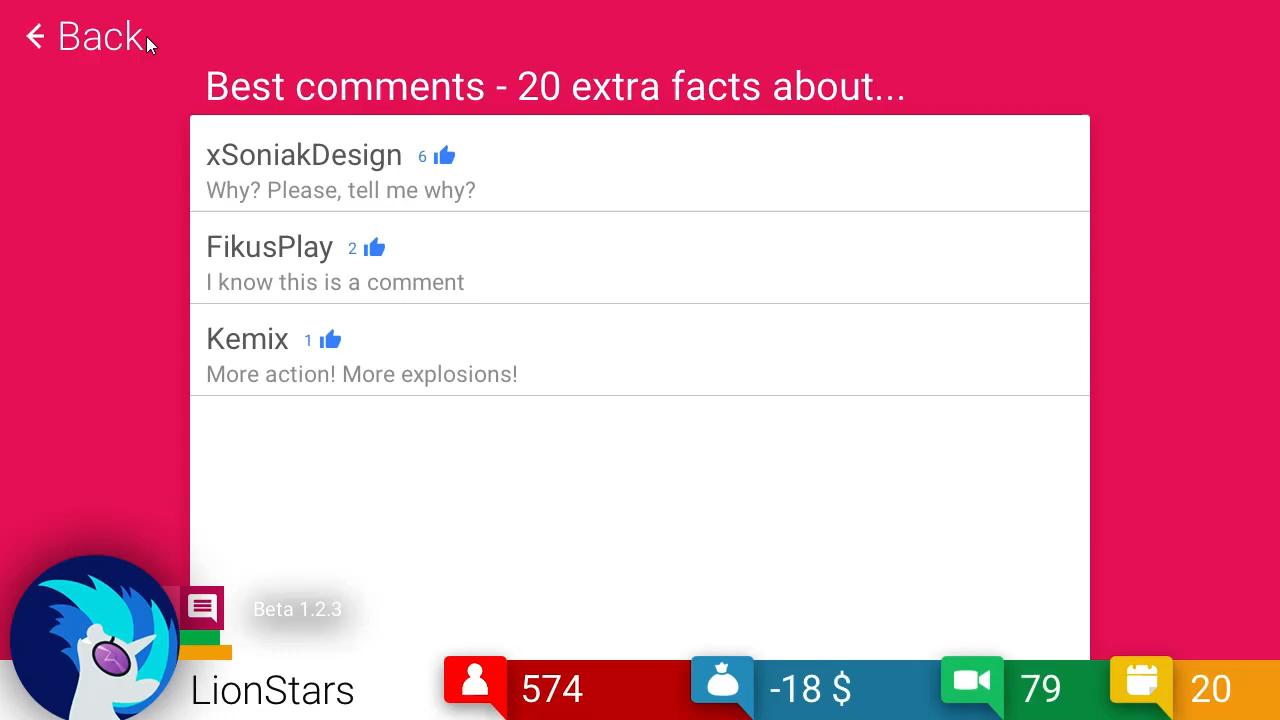 Back
Best comments - 20 extra facts about...
xSoniakDesign 6
Why? Please, tell me why?
FikusPlay 2
I know this is a comment
Kemix 1
More action! More explosions!
Beta 1.2.3
LionStars 574 -18 $ 79 20